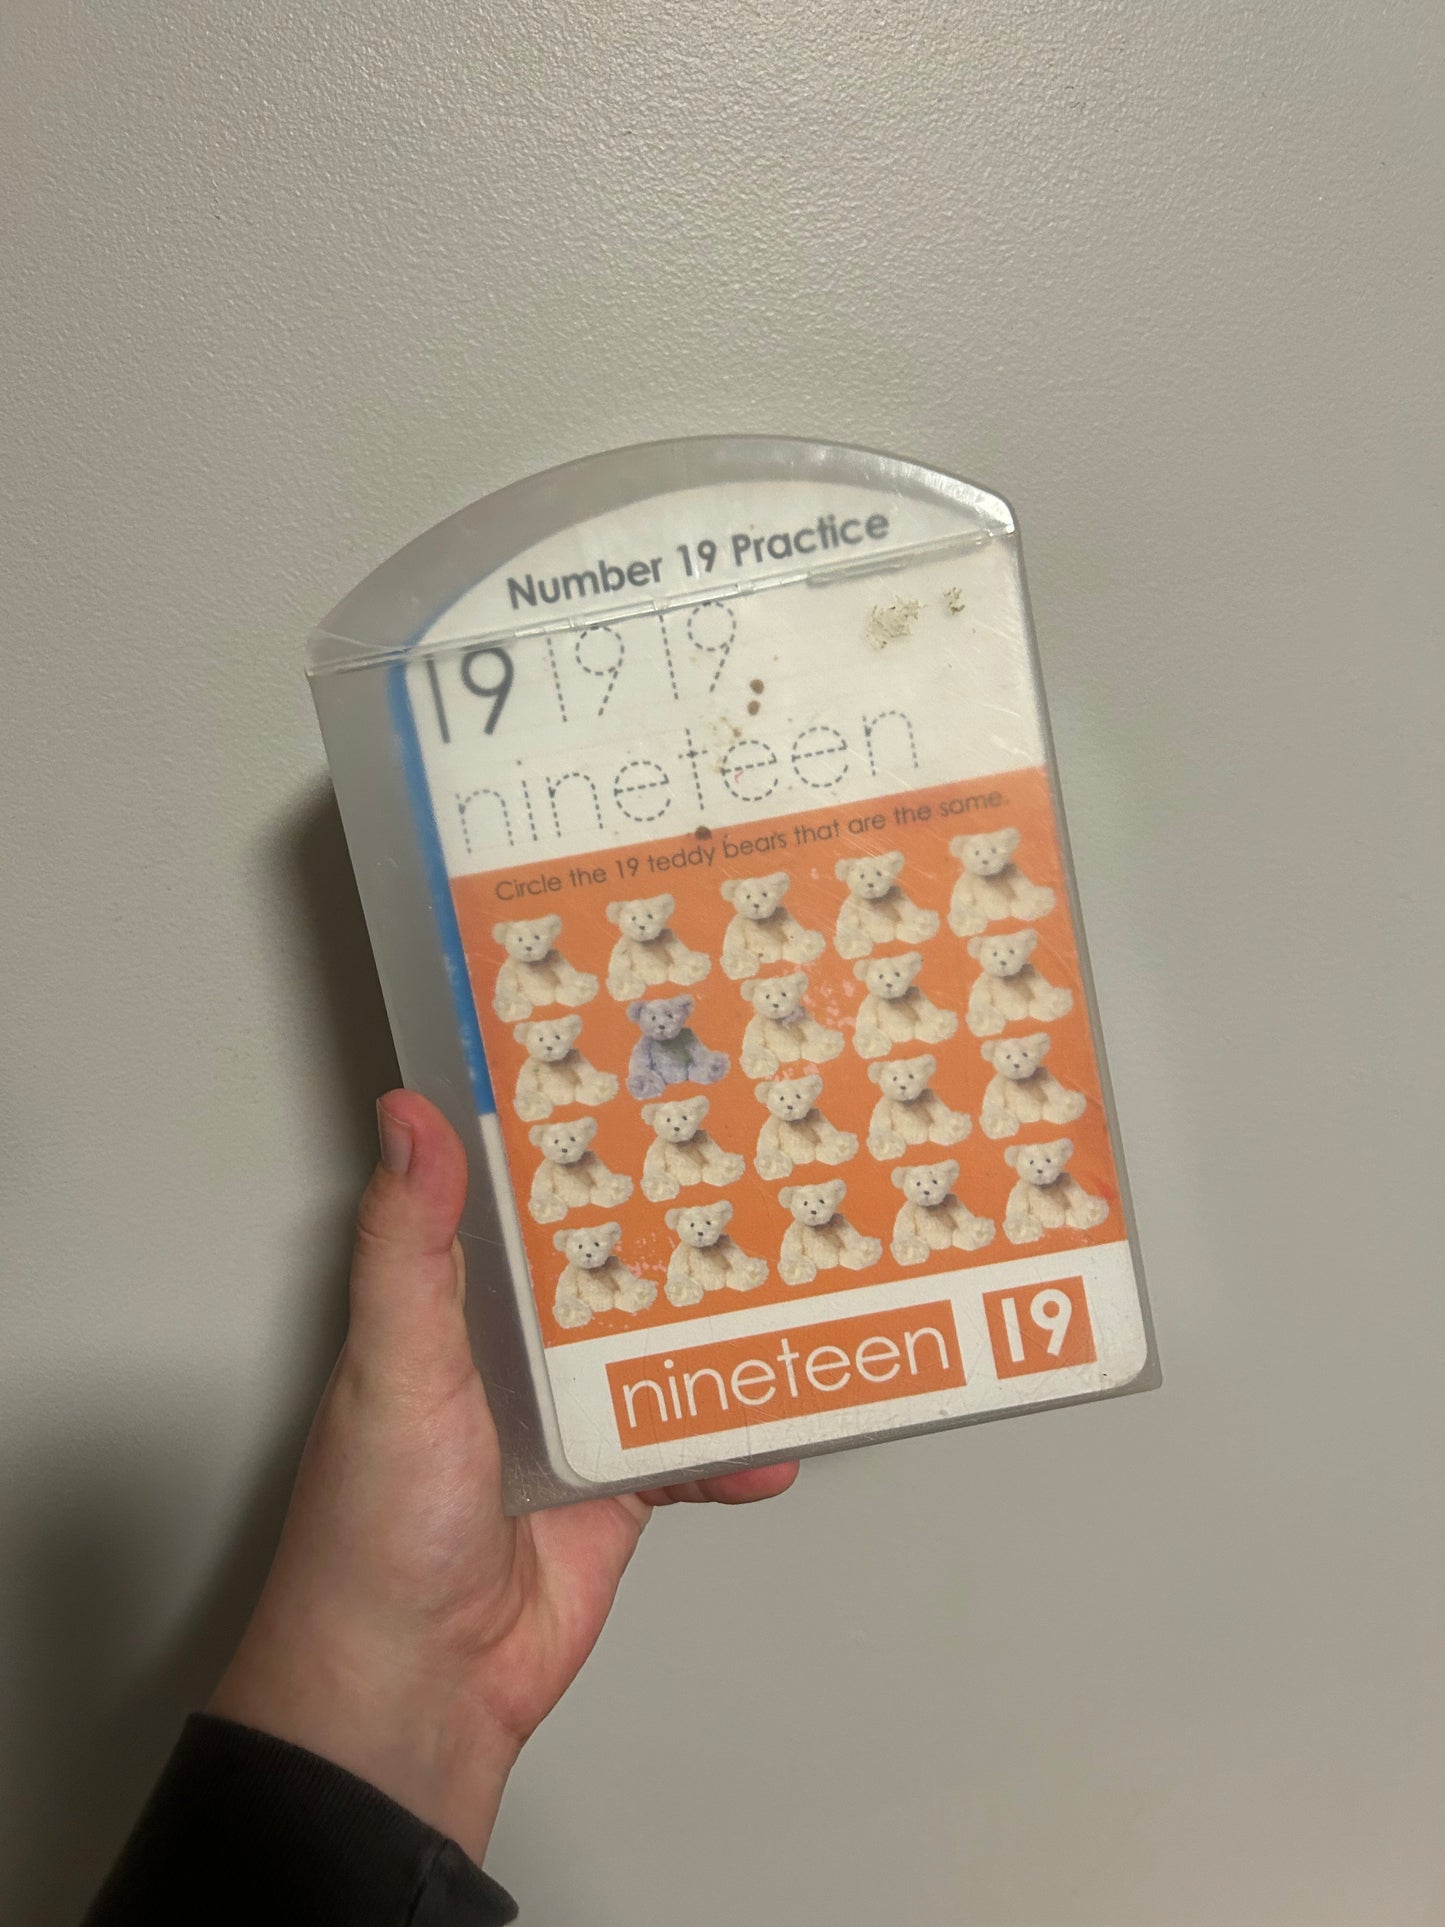 Number 19 Practice
19 19 19
nineteen
Circle the 19 teddy bears that are the same.
nineteen 19